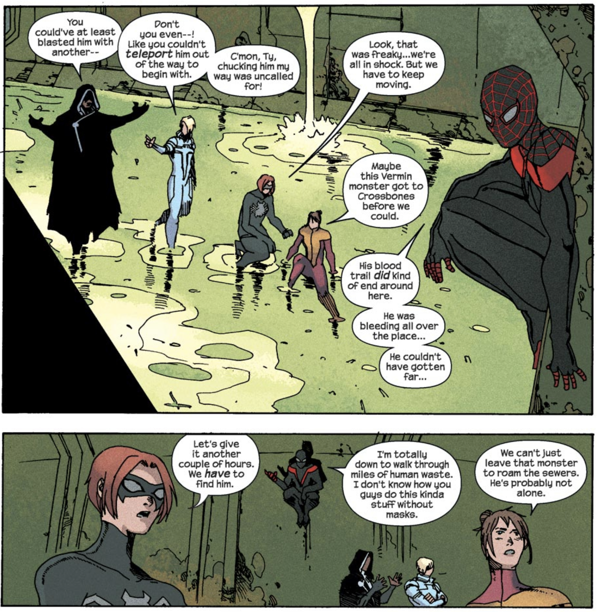 You
could've at least
blasted him with
another--
Don't
you even--!
Like you couldn't
teleport him out
of the way to
begin with.
C'mon, Ty,
chucking him my
way was uncalled
for!
Look, that
was freaky...we're
all in shock. But we
have to keep
moving.
Maybe
this Vermin
monster got to
Crossbones
before we
could.
His blood
trail did kind
of end around
here.
He was
bleeding all over
the place...
He couldn't
have gotten
far...
Let's give
it another
couple of hours.
We have to
find him.
I'm totally
down to walk through
miles of human waste.
I don't know how you
guys do this kinda
stuff without
masks.
We can't just
leave that monster
to roam the sewers.
He's probably not
alone.